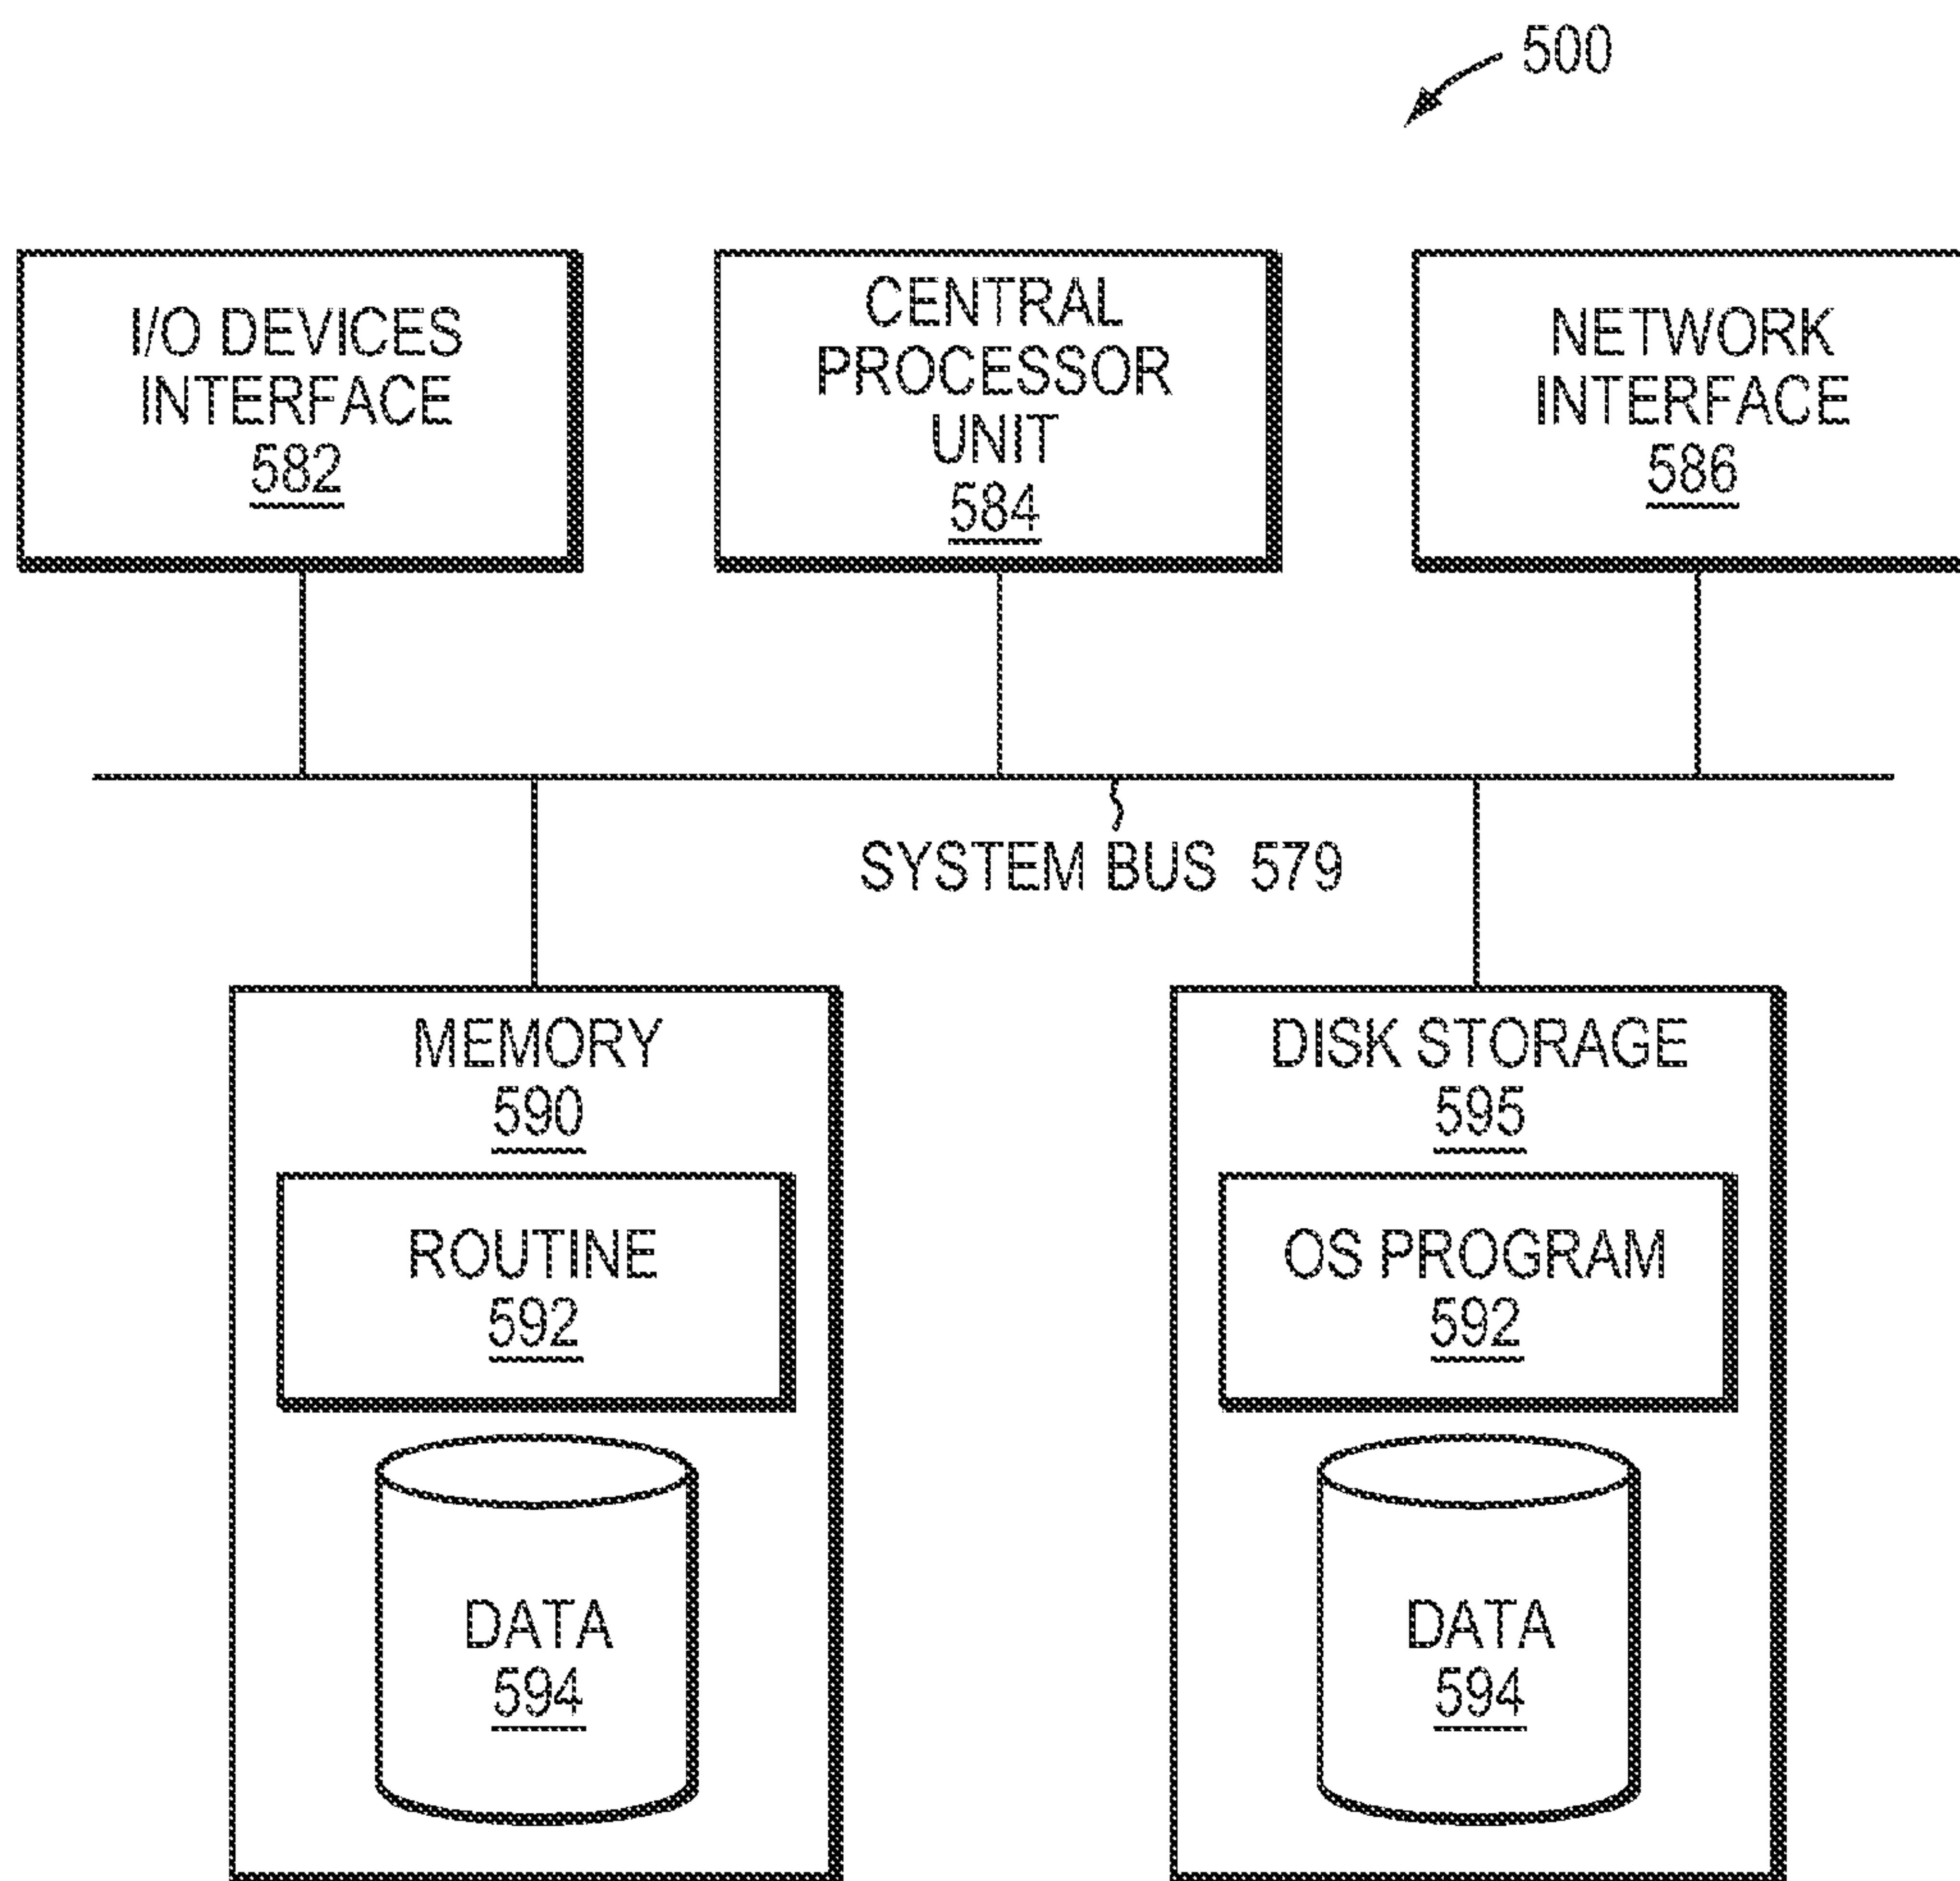 500
I/O DEVICES
INTERFACE
582
CENTRAL
PROCESSOR
UNIT
584
NETWORK
INTERFACE
586
SYSTEM BUS 579
MEMORY
590
ROUTINE
592
DATA
594
DISK STORAGE
595
OS PROGRAM
592
DATA
594